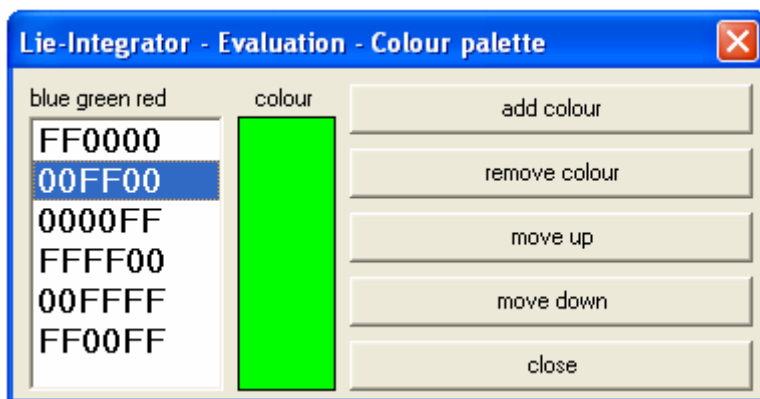 Lie-Integrator - Evaluation - Colour palette
blue green red
colour
FF0000
00FF00
0000FF
FFFF00
00FFFF
FF00FF
add colour
remove colour
move up
move down
close